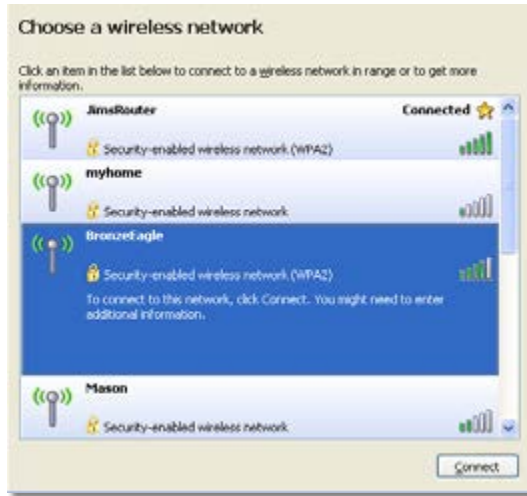 Choose a wireless network
Click an item in the list below to connect to a wireless network in range or to get more
information.
JimsRouter Connected
Security-enabled wireless network (WPA2)
myhome
Security-enabled wireless network
BronzeEagle
Security-enabled wireless network (WPA2)
To connect to this network, click Connect. You might need to enter
additional information.
Mason
Security-enabled wireless network
Connect